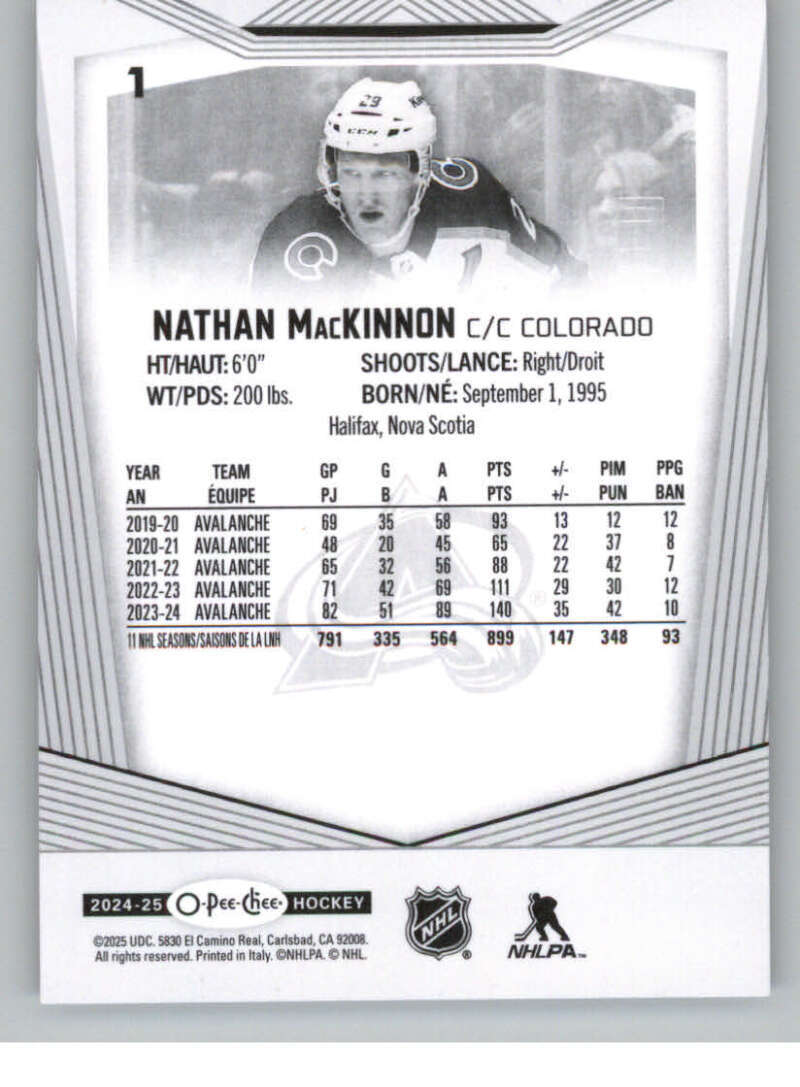 1
29
CCM
NATHAN MACKINNON C/C COLORADO
HT/HAUT: 6'0" SHOOTS/LANCE: Right/Droit
WT/PDS: 200 lbs. BORN/NÉ: September 1, 1995
Halifax, Nova Scotia
YEAR TEAM GP G A PTS +/- PIM PPG
AN ÉQUIPE PJ B A PTS +/- PUN BAN
2019-20 AVALANCHE 69 35 58 93 13 12 12
2020-21 AVALANCHE 48 20 45 65 22 37 8
2021-22 AVALANCHE 65 32 56 88 22 42 7
2022-23 AVALANCHE 71 42 69 111 29 30 12
2023-24 AVALANCHE 82 51 89 140 35 42 10
11 NHL SEASONS/SAISONS DE LA LNH 791 335 564 899 147 348 93
2024-25 O-Pee-Chee HOCKEY
©2025 UDC. 5830 El Camino Real, Carlsbad, CA 92008.
All rights reserved. Printed in Italy. ©NHLPA. © NHL.
NHL ®
NHLPA™